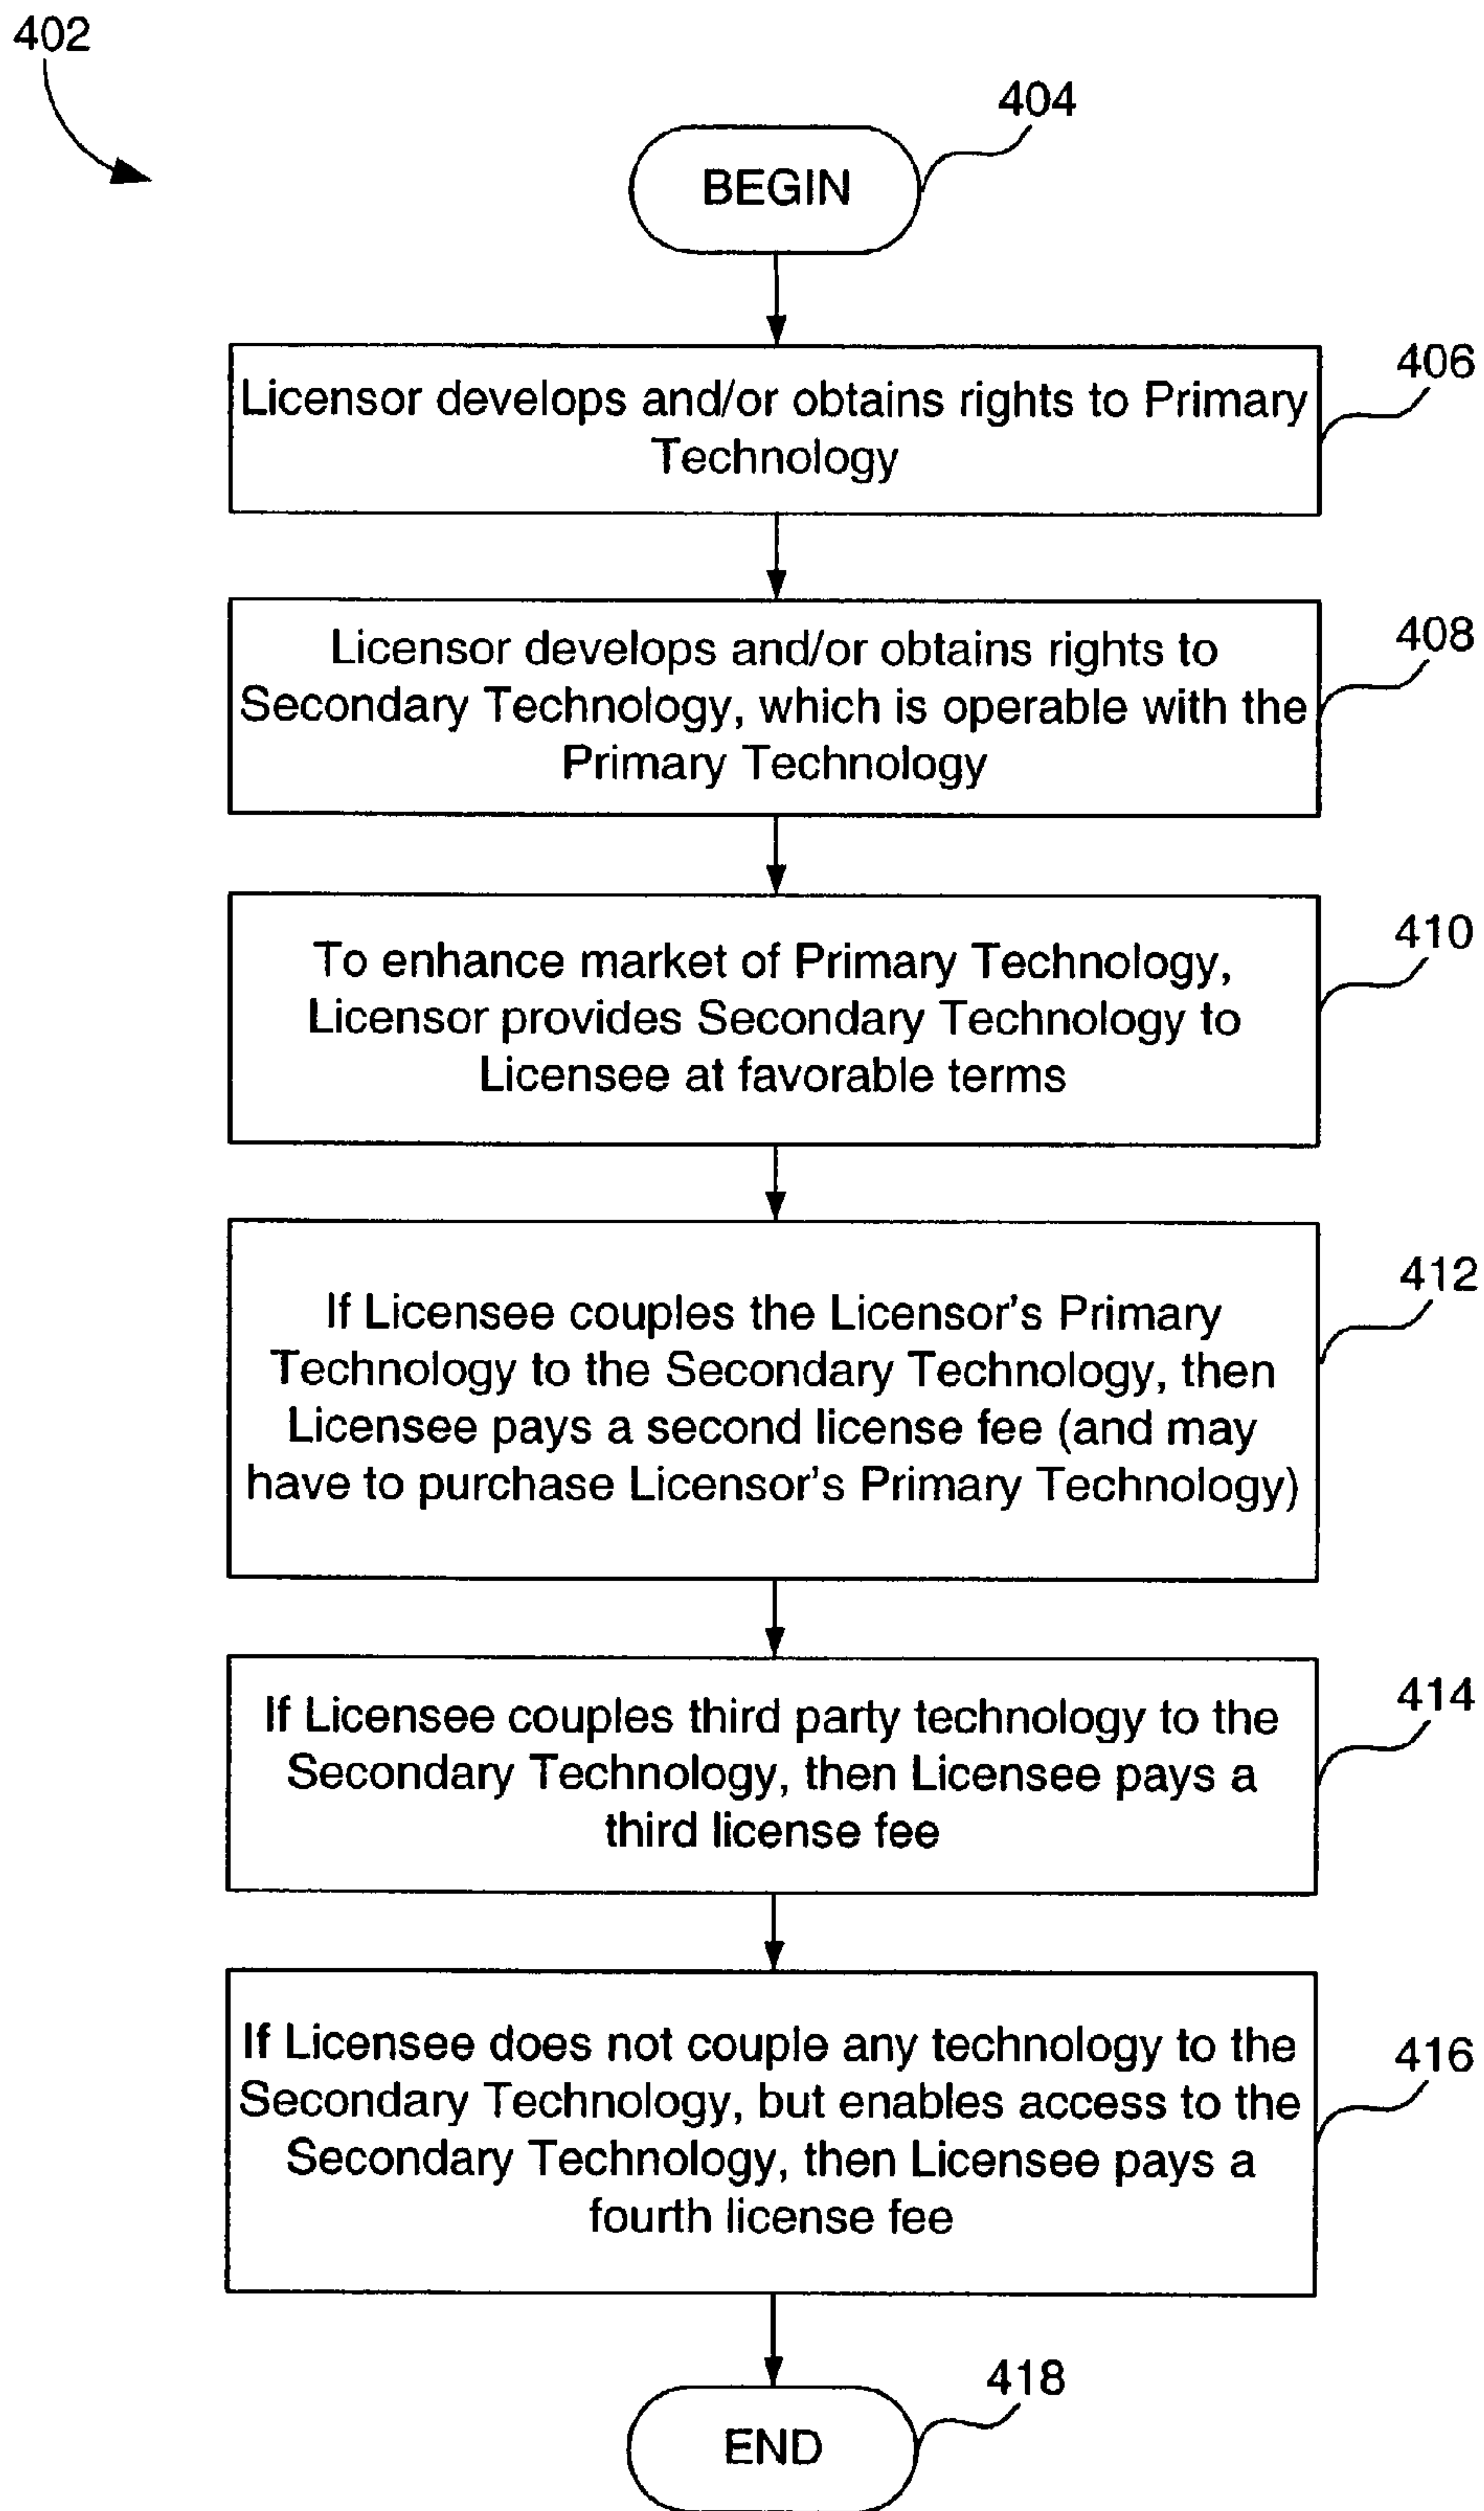 402
404
BEGIN
406
Licensor develops and/or obtains rights to Primary
Technology
408
Licensor develops and/or obtains rights to
Secondary Technology, which is operable with the
Primary Technology
410
To enhance market of Primary Technology,
Licensor provides Secondary Technology to
Licensee at favorable terms
412
If Licensee couples the Licensor's Primary
Technology to the Secondary Technology, then
Licensee pays a second license fee (and may
have to purchase Licensor's Primary Technology)
414
If Licensee couples third party technology to the
Secondary Technology, then Licensee pays a
third license fee
416
If Licensee does not couple any technology to the
Secondary Technology, but enables access to the
Secondary Technology, then Licensee pays a
fourth license fee
418
END